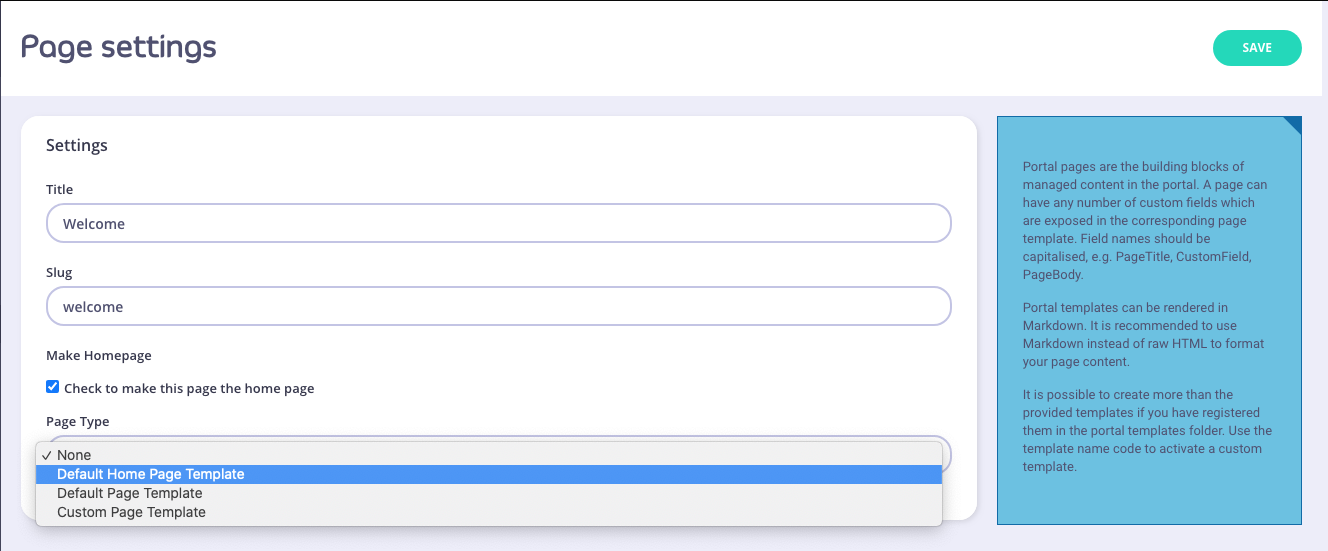 Page settings
SAVE
Settings
Title
Welcome
Slug
welcome
Make Homepage
Check to make this page the home page
Page Type
✓ None
Default Home Page Template
Default Page Template
Custom Page Template
Portal pages are the building blocks of
managed content in the portal. A page can
have any number of custom fields which
are exposed in the corresponding page
template. Field names should be
capitalised, e.g. PageTitle, CustomField,
PageBody.
Portal templates can be rendered in
Markdown. It is recommended to use
Markdown instead of raw HTML to format
your page content.
It is possible to create more than the
provided templates if you have registered
them in the portal templates folder. Use the
template name code to activate a custom
template.